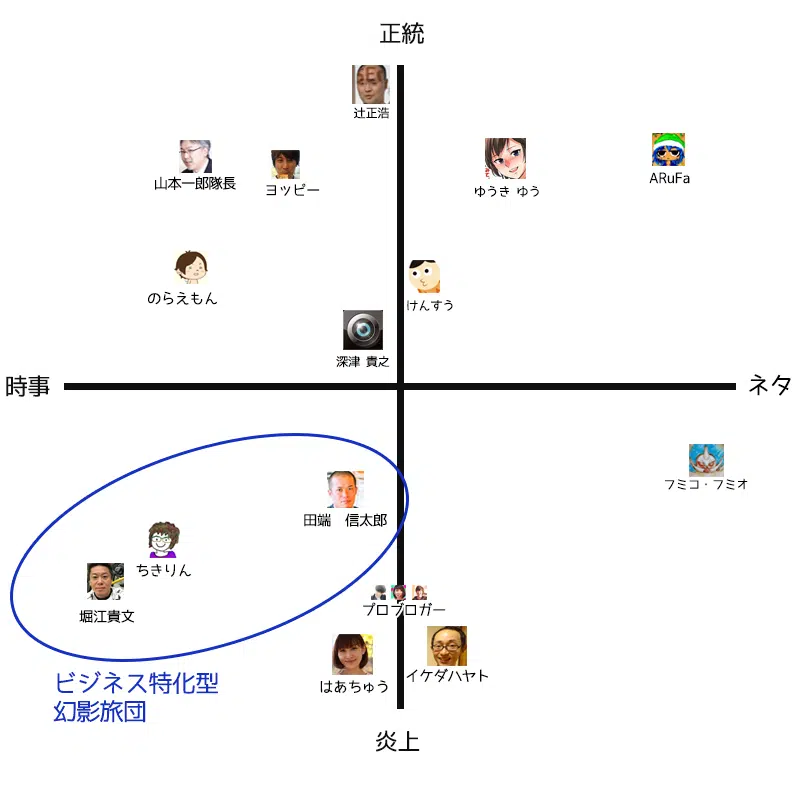 正統
辻正浩
山本一郎隊長
ヨッピー
ゆうき ゆう
ARuFa
のらえもん
けんすう
深津 貴之
時事
ネタ
フミコ・フミオ
田端　信太郎
ちきりん
堀江貴文
プロブロガー
はあちゅう
イケダハヤト
ビジネス特化型
幻影旅団
炎上